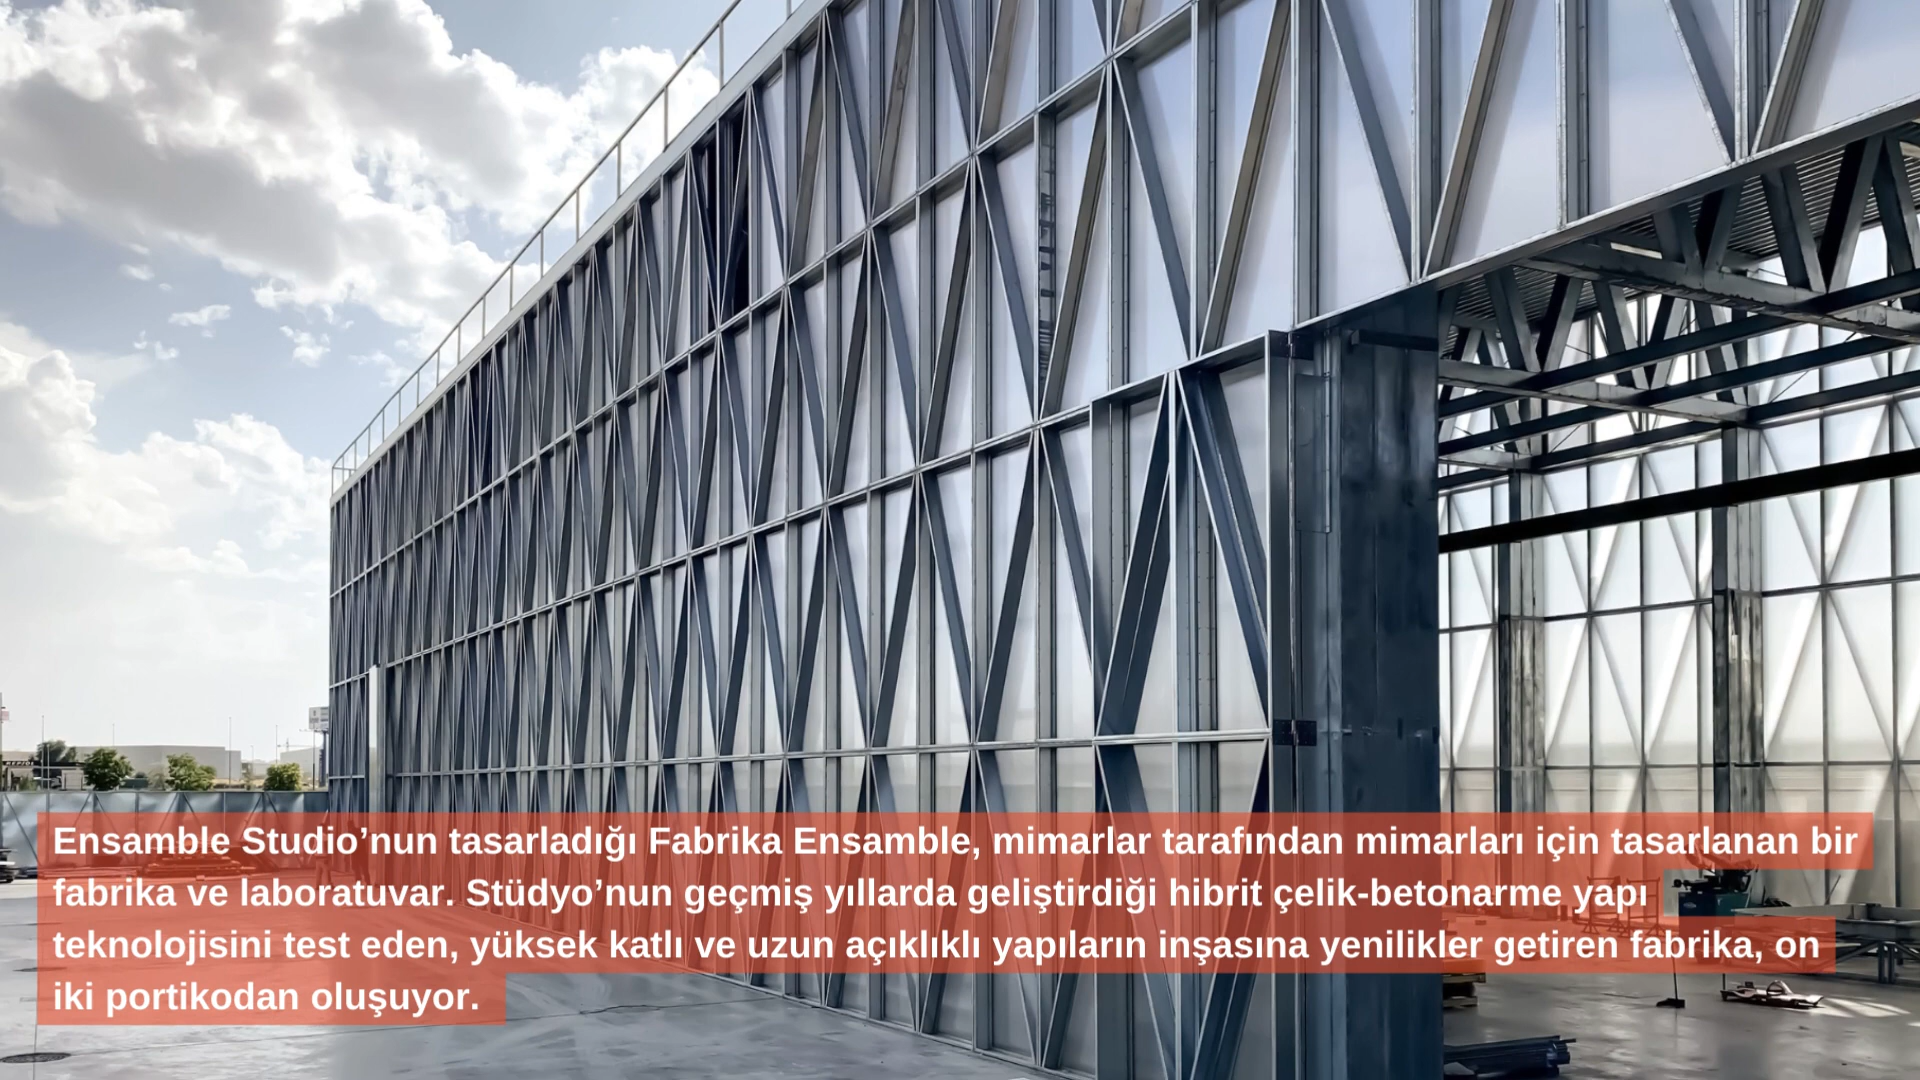 Ensamble Studio’nun tasarladığı Fabrika Ensamble, mimarlar tarafından mimarları için tasarlanan bir
fabrika ve laboratuvar. Stüdyo’nun geçmiş yıllarda geliştirdiği hibrit çelik-betonarme yapı
teknolojisini test eden, yüksek katlı ve uzun açıklıklı yapıların inşasına yenilikler getiren fabrika, on
iki portikodan oluşuyor.